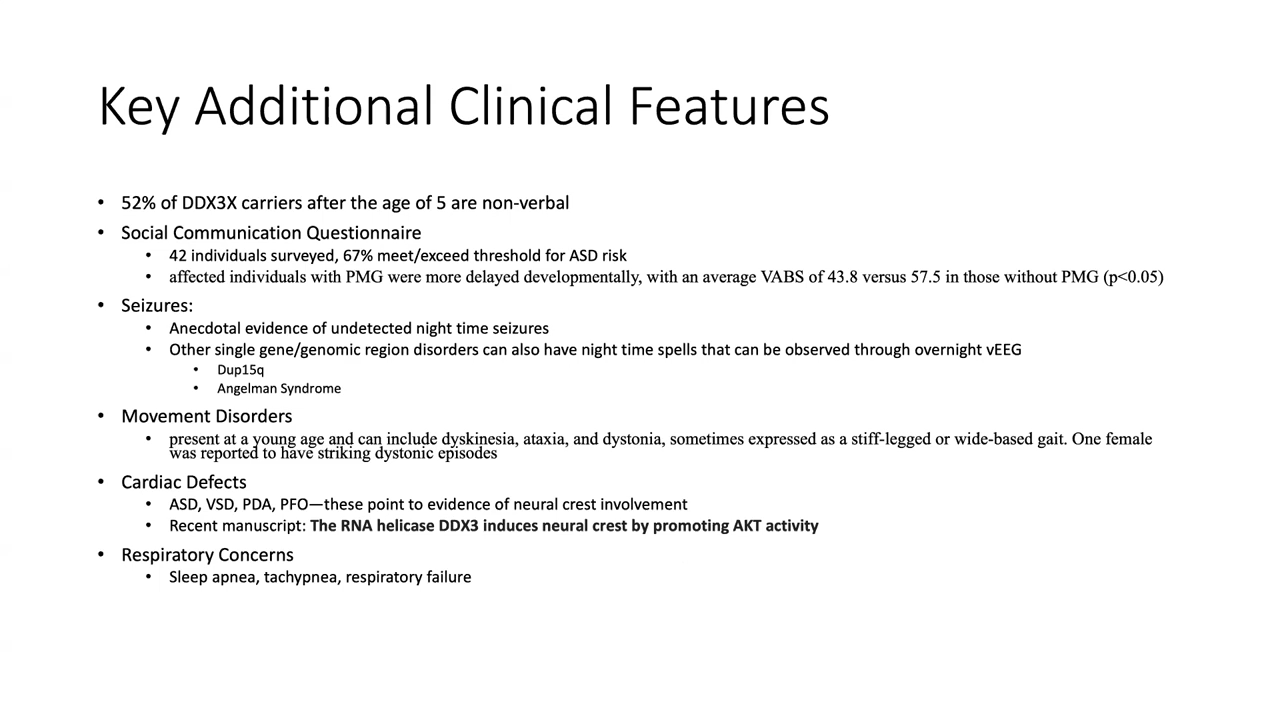 Key Additional Clinical Features
• 52% of DDX3X carriers after the age of 5 are non-verbal
• Social Communication Questionnaire
• 42 individuals surveyed, 67% meet/exceed threshold for ASD risk
• affected individuals with PMG were more delayed developmentally, with an average VABS of 43.8 versus 57.5 in those without PMG (p<0.05)
• Seizures:
• Anecdotal evidence of undetected night time seizures
• Other single gene/genomic region disorders can also have night time spells that can be observed through overnight vEEG
• Dup15q
• Angelman Syndrome
• Movement Disorders
• present at a young age and can include dyskinesia, ataxia, and dystonia, sometimes expressed as a stiff-legged or wide-based gait. One female
was reported to have striking dystonic episodes
• Cardiac Defects
• ASD, VSD, PDA, PFO—these point to evidence of neural crest involvement
• Recent manuscript: The RNA helicase DDX3 induces neural crest by promoting AKT activity
• Respiratory Concerns
• Sleep apnea, tachypnea, respiratory failure